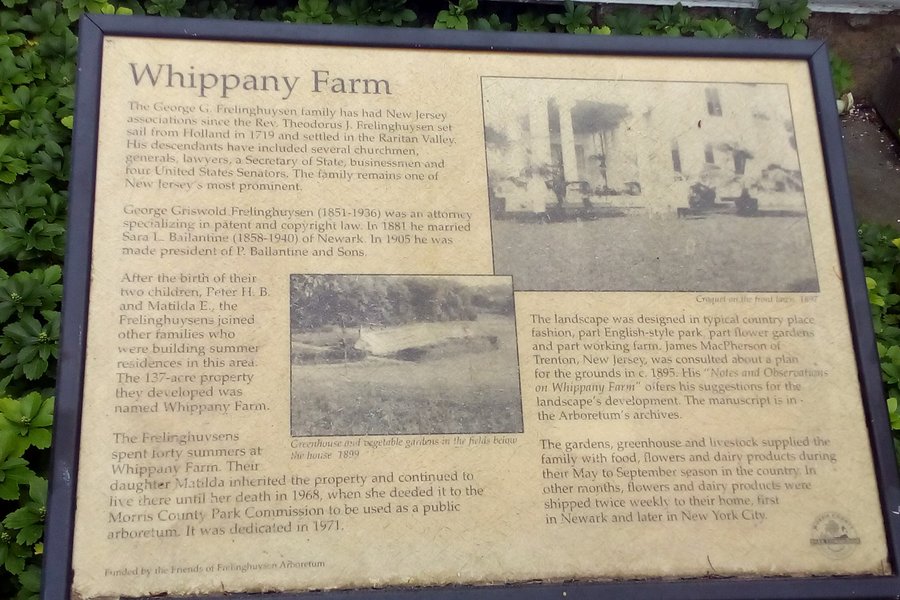 Whippany Farm
The George G. Frelinghuysen family has had New Jersey
associations since the Rev. Theodorus J. Frelinghuysen set
sail from Holland in 1719 and settled in the Raritan Valley.
His descendants have included several churchmen,
generals, lawyers, a Secretary of State, businessmen and
four United States Senators. The family remains one of
New Jersey's most prominent.
George Griswold Frelinghuysen (1851-1936) was an attorney
specializing in patent and copyright law. In 1881 he married
Sara L. Ballantine (1858-1940) of Newark. In 1905 he was
made president of P. Ballantine and Sons.
After the birth of their
two children, Peter H. B.
and Matilda E., the
Frelinghuysens joined
other families who
were building summer
residences in this area.
The 137-acre property
they developed was
named Whippany Farm.
The Frelinghuysens
spent forty summers at
Whippany Farm. Their
daughter Matilda inherited the property and continued to
live there until her death in 1968, when she deeded it to the
Morris County Park Commission to be used as a public
arboretum. It was dedicated in 1971.
Funded by the Friends of Frelinghuysen Arboretum
Greenhouse and vegetable gardens in the fields below
the house 1899
Croquet on the front lawn 1897
The landscape was designed in typical country place
fashion, part English-style park, part flower gardens
and part working farm. James MacPherson of
Trenton, New Jersey, was consulted about a plan
for the grounds in c. 1895. His "Notes and Observations
on Whippany Farm" offers his suggestions for the
landscape's development. The manuscript is in
the Arboretum's archives.
The gardens, greenhouse and livestock supplied the
family with food, flowers and dairy products during
their May to September season in the country. In
other months, flowers and dairy products were
shipped twice weekly to their home, first
in Newark and later in New York City.